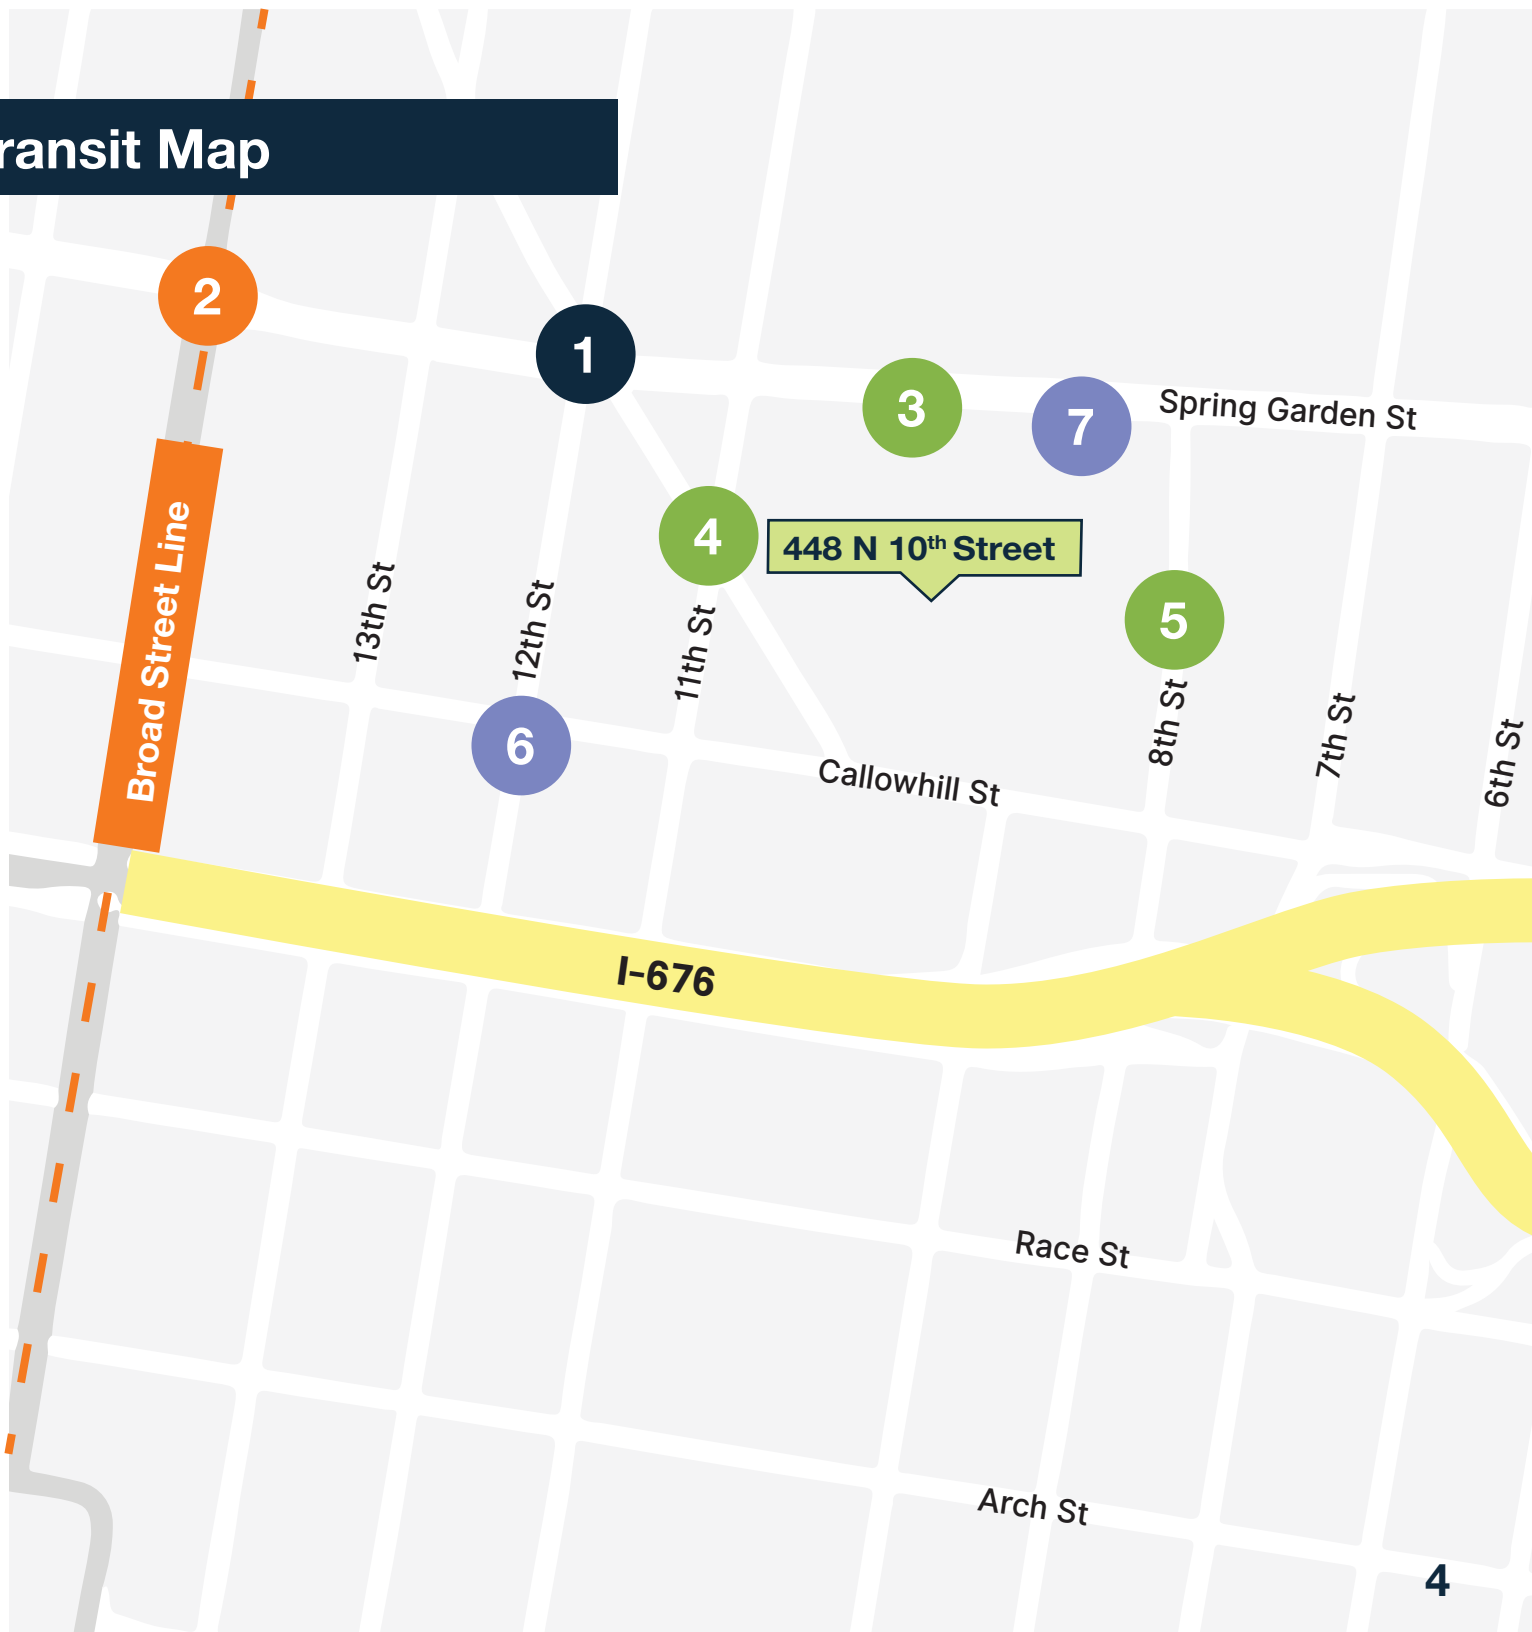 ransit Map
2
1
3
7
Spring Garden St
4
448 N 10th Street
Broad Street Line
13th St
12th St
11th St
5
6
8th St
7th St
6th St
Callowhill St
I-676
Race St
Arch St
4